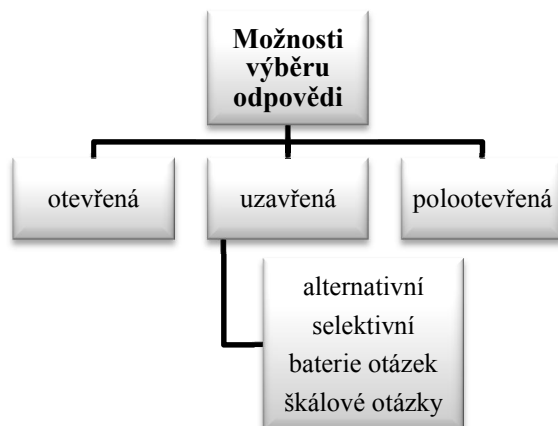 Možnosti
výběru
odpovědi
otevřená
uzavřená
polootevřená
alternativní
selektivní
baterie otázek
škálové otázky